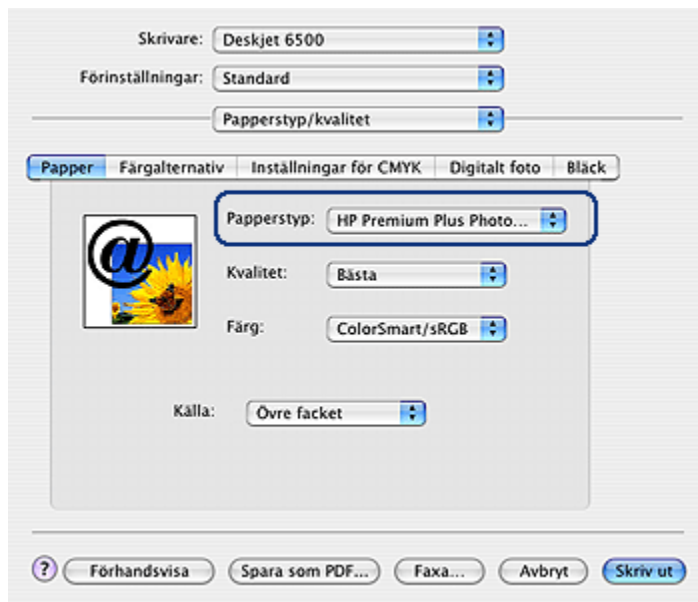 Skrivare: Deskjet 6500
Förinställningar: Standard
Papperstyp/kvalitet
Papper Färgalternativ Inställningar för CMYK Digitalt foto Bläck
Papperstyp: HP Premium Plus Photo...
@
Kvalitet: Bästa
Färg: ColorSmart/sRGB
Källa: Övre facket
? Förhandsvisa Spara som PDF... Faxa... Avbryt Skriv ut